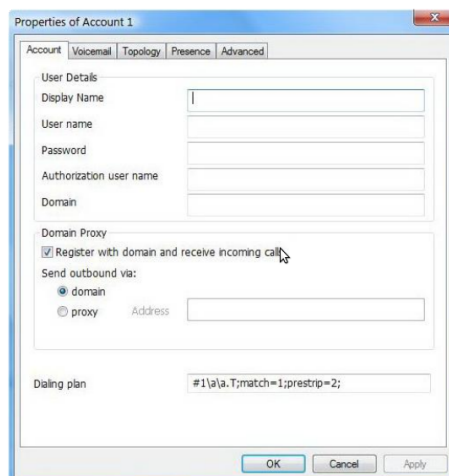 Properties of Account 1
Account Voicemail Topology Presence Advanced
User Details
Display Name
User name
Password
Authorization user name
Domain
Domain Proxy
Register with domain and receive incoming calls
Send outbound via:
domain
proxy Address
Dialing plan #1\a\a.T;match=1;prestrip=2;
OK Cancel Apply